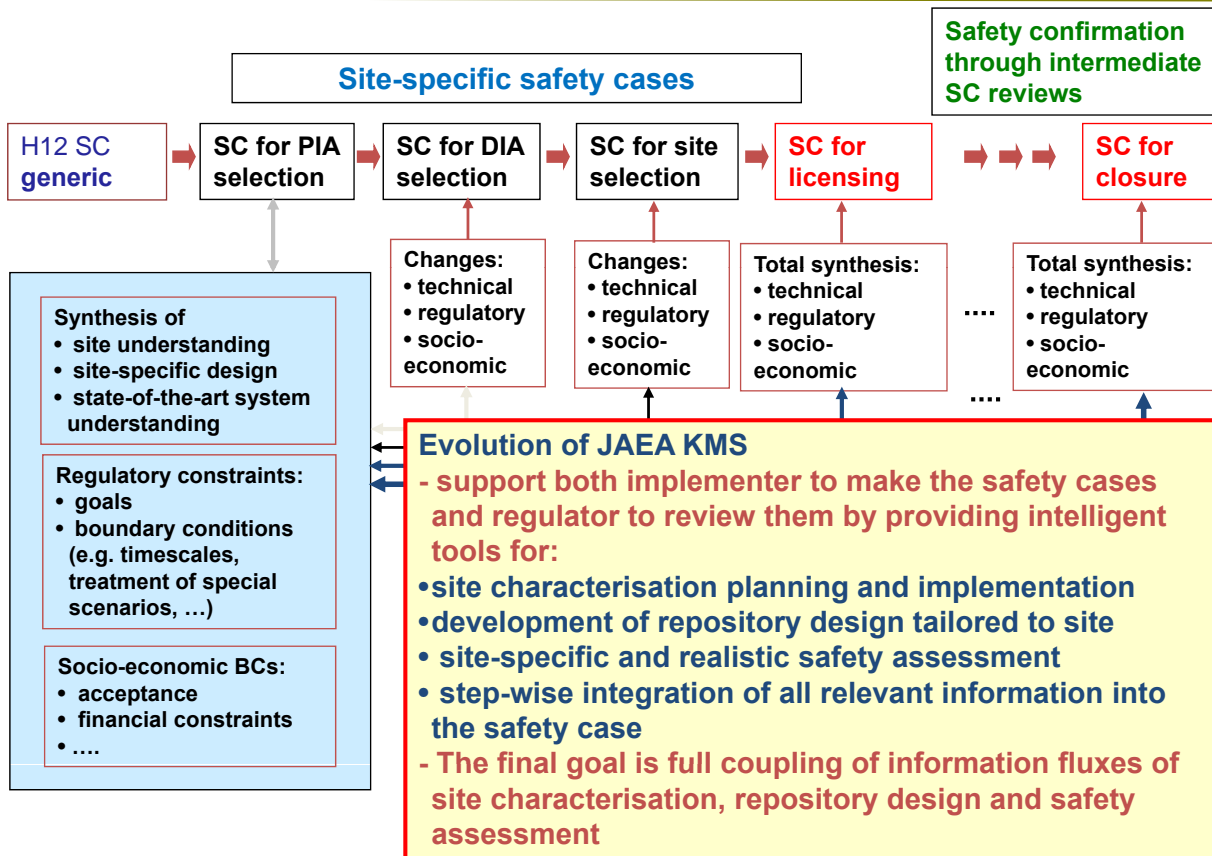 Safety confirmation
through intermediate
SC reviews
Site-specific safety cases
H12 SC
generic
SC for PIA
selection
SC for DIA
selection
SC for site
selection
SC for
licensing
SC for
closure
Changes:
• technical
• regulatory
• socio-
economic
Changes:
• technical
• regulatory
• socio-
economic
Total synthesis:
• technical
• regulatory
• socio-
economic
....
....
Total synthesis:
• technical
• regulatory
• socio-
economic
Synthesis of
• site understanding
• site-specific design
• state-of-the-art system
understanding
Regulatory constraints:
• goals
• boundary conditions
(e.g. timescales,
treatment of special
scenarios, …)
Socio-economic BCs:
• acceptance
• financial constraints
• ….
Evolution of JAEA KMS
- support both implementer to make the safety cases
and regulator to review them by providing intelligent
tools for:
•site characterisation planning and implementation
•development of repository design tailored to site
• site-specific and realistic safety assessment
• step-wise integration of all relevant information into
the safety case
- The final goal is full coupling of information fluxes of
site characterisation, repository design and safety
assessment